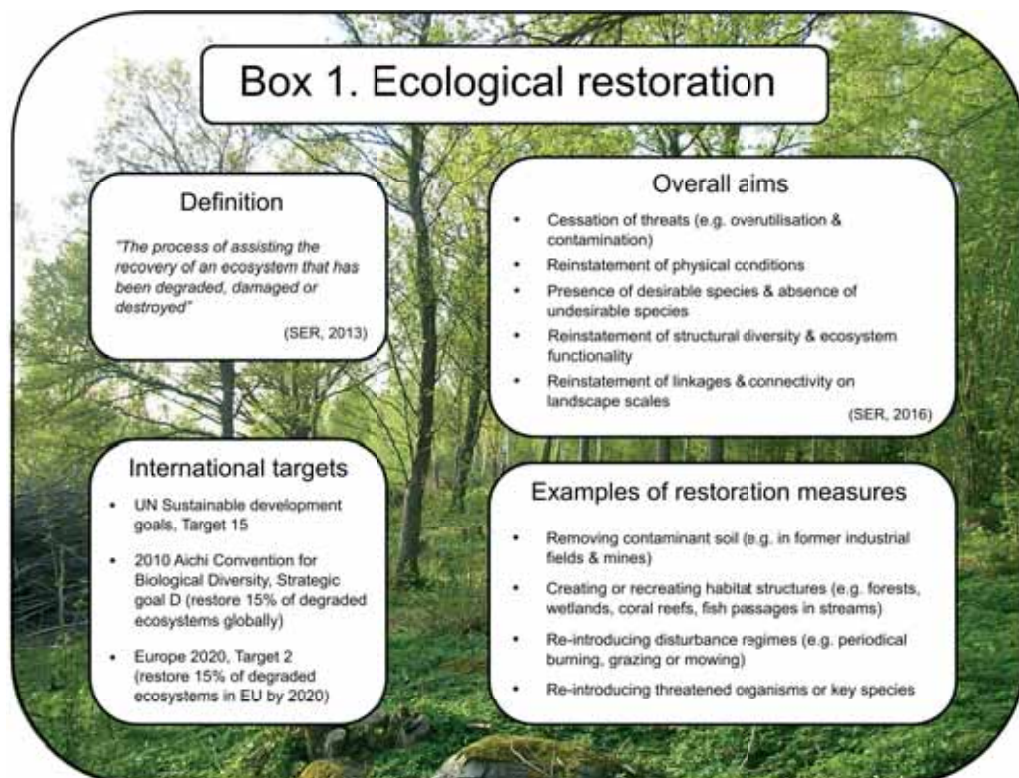 Box 1. Ecological restoration
Definition
"The process of assisting the
recovery of an ecosystem that has
been degraded, damaged or
destroyed"
(SER, 2013)
Overall aims
• Cessation of threats (e.g. overutilisation &
contamination)
• Reinstatement of physical conditions
• Presence of desirable species & absence of
undesirable species
• Reinstatement of structural diversity & ecosystem
functionality
• Reinstatement of linkages & connectivity on
landscape scales
(SER, 2016)
International targets
• UN Sustainable development
goals, Target 15
• 2010 Aichi Convention for
Biological Diversity, Strategic
goal D (restore 15% of degraded
ecosystems globally)
• Europe 2020, Target 2
(restore 15% of degraded
ecosystems in EU by 2020)
Examples of restoration measures
• Removing contaminant soil (e.g. in former industrial
fields & mines)
• Creating or recreating habitat structures (e.g. forests,
wetlands, coral reefs, fish passages in streams)
• Re-introducing disturbance regimes (e.g. periodical
burning, grazing or mowing)
• Re-introducing threatened organisms or key species